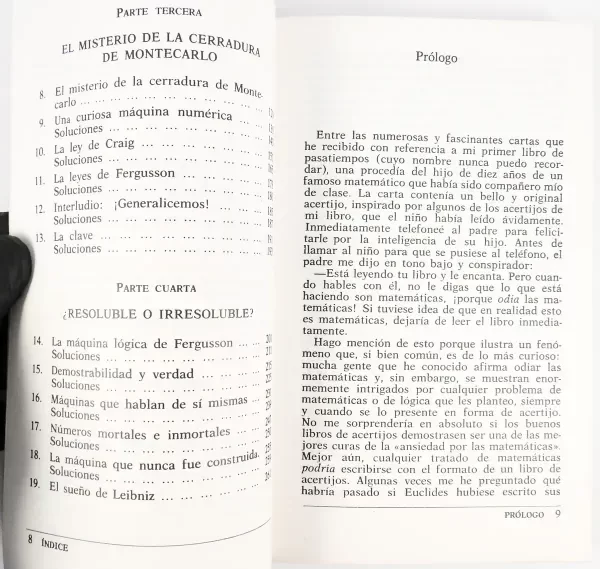 PARTE TERCERA
EL MISTERIO DE LA CERRADURA
DE MONTECARLO
8. El misterio de la cerradura de Monte-
carlo ... ... ... ... ... ... ... ... ...
9. Una curiosa máquina numérica ... ...
Soluciones ... ... ... ... ... ... ...
10. La ley de Craig ... ... ... ... ... ...
Soluciones ... ... ... ... ... ... ...
11. La leyes de Fergusson ... ... ... ...
Soluciones ... ... ... ... ... ... ...
12. Interludio: ¡Generalicemos! ... ... ...
Soluciones ... ... ... ... ... ... ...
13. La clave ... ... ... ... ... ... ... ...
Soluciones ... ... ... ... ... ... ...
PARTE CUARTA
¿RESOLUBLE O IRRESOLUBLE?
14. La máquina lógica de Fergusson ... ...
Soluciones ... ... ... ... ... ... ...
15. Demostrabilidad y verdad ... ... ...
Soluciones ... ... ... ... ... ... ...
16. Máquinas que hablan de sí mismas ...
Soluciones ... ... ... ... ... ... ...
17. Números mortales e inmortales ... ...
Soluciones ... ... ... ... ... ... ...
18. La máquina que nunca fue construida.
Soluciones ... ... ... ... ... ... ...
19. El sueño de Leibniz ... ... ... ... ...
8 ÍNDICE
Prólogo
Entre las numerosas y fascinantes cartas que
he recibido con referencia a mi primer libro de
pasatiempos (cuyo nombre nunca puedo recor-
dar), una procedía del hijo de diez años de un
famoso matemático que había sido compañero mío
de clase. La carta contenía un bello y original
acertijo, inspirado por algunos de los acertijos de
mi libro, que el niño había leído ávidamente.
Inmediatamente telefoneé al padre para felici-
tarle por la inteligencia de su hijo. Antes de
llamar al niño para que se pusiese al teléfono, el
padre me dijo en tono bajo y conspirador:
—Está leyendo tu libro y le encanta. Pero cuan-
do hables con él, no le digas que lo que está
haciendo son matemáticas, ¡porque odia las ma-
temáticas! Si tuviese idea de que en realidad esto
es matemáticas, dejaría de leer el libro inmedia-
tamente.
Hago mención de esto porque ilustra un fenó-
meno que, si bien común, es de lo más curioso:
mucha gente que he conocido afirma odiar las
matemáticas y, sin embargo, se muestran enor-
memente intrigados por cualquier problema de
matemáticas o de lógica que les planteo, siempre
y cuando se lo presente en forma de acertijo.
No me sorprendería en absoluto si los buenos
libros de acertijos demostrasen ser una de las me-
jores curas de la «ansiedad por las matemáticas».
Mejor aún, cualquier tratado de matemáticas
podría escribirse con el formato de un libro de
acertijos. Algunas veces me he preguntado qué
habría pasado si Euclides hubiese escrito sus
PRÓLOGO 9